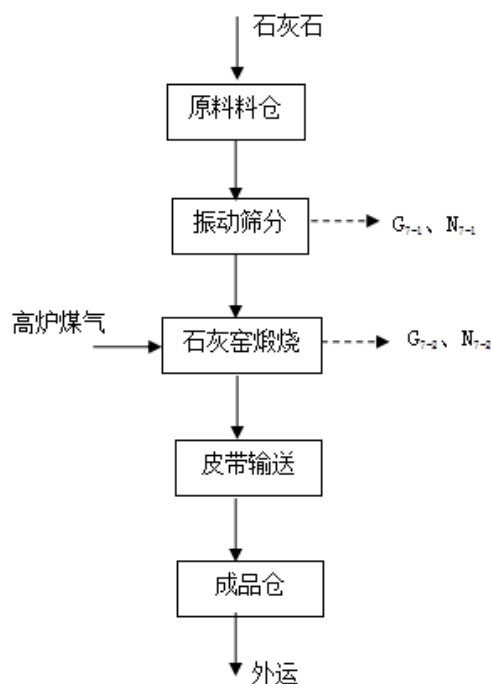 石灰石
原料料仓
振动筛分
G₇₋₁、N₇₋₁
高炉煤气
石灰窑煅烧
G₇₋₂、N₇₋₂
皮带输送
成品仓
外运